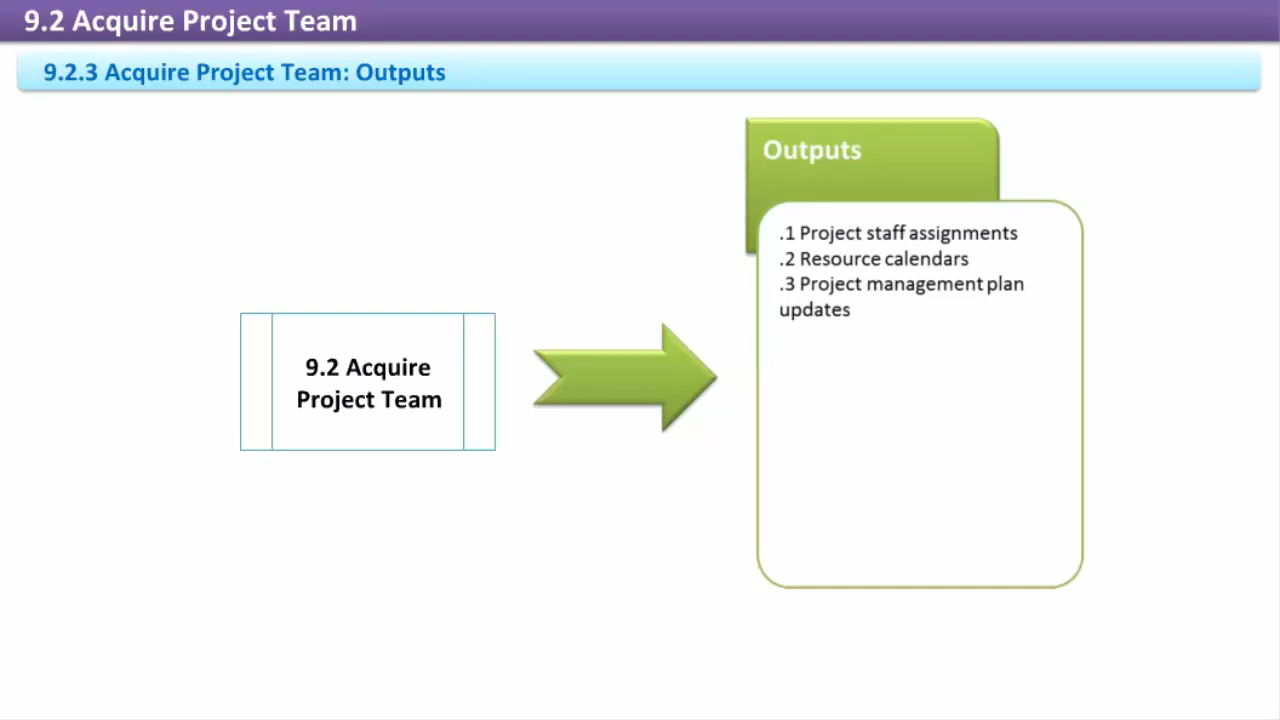 9.2 Acquire Project Team
9.2.3 Acquire Project Team: Outputs
Outputs
.1 Project staff assignments
.2 Resource calendars
.3 Project management plan
updates
9.2 Acquire
Project Team